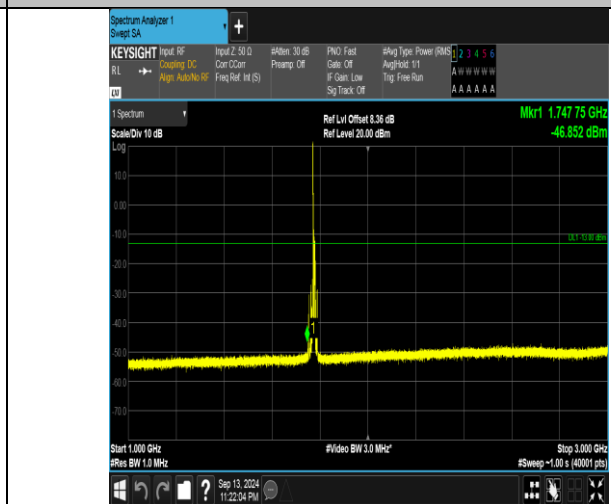 Spectrum Analyzer 1
Swept SA
+
KEYSIGHT
RL
Input: RF
Coupling: DC
Align: Auto/No RF
Input Z: 50 Ω
Corr CCorr
Freq Ref: Int (S)
#Atten: 30 dB
Preamp: Off
PNO: Fast
Gate: Off
IF Gain: Low
Sig Track: Off
#Avg Type: Power (RMS
Avg|Hold: 1/1
Trig: Free Run
1 2 3 4 5 6
A W W W W W
A A A A A A
1 Spectrum
Scale/Div 10 dB
Ref Lvl Offset 8.36 dB
Ref Level 20.00 dBm
Mkr1 1.747 75 GHz
-46.852 dBm
Log
10.0
0.00
-10.0
DL1 -13.00 dBm
-20.0
-30.0
-40.0
1
-50.0
-60.0
-70.0
Start 1.000 GHz
#Res BW 1.0 MHz
#Video BW 3.0 MHz*
Stop 3.000 GHz
#Sweep ~1.00 s (40001 pts)
?
Sep 13, 2024
11:22:04 PM